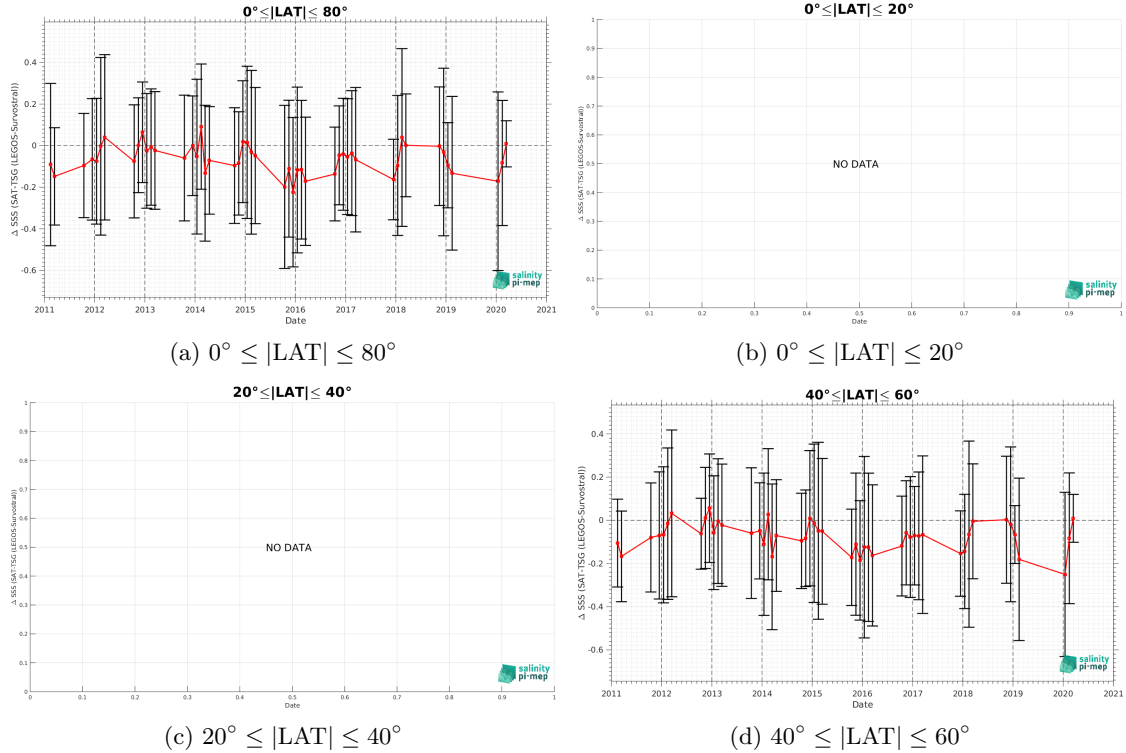 0°≤|LAT|≤ 80°
Δ SSS (SAT-TSG (LEGOS-Survostral))
0.4
0.2
0
-0.2
-0.4
-0.6
2011 2012 2013 2014 2015 2016 2017 2018 2019 2020 2021
Date
salinity
pi-mep
(a) 0° ≤ |LAT| ≤ 80°
0°≤|LAT|≤ 20°
Δ SSS (SAT-TSG (LEGOS-Survostral))
1
0.9
0.8
0.7
0.6
0.5
0.4
0.3
0.2
0.1
0
NO DATA
0 0.1 0.2 0.3 0.4 0.5 0.6 0.7 0.8 0.9 1
Date
salinity
pi-mep
(b) 0° ≤ |LAT| ≤ 20°
20°≤|LAT|≤ 40°
Δ SSS (SAT-TSG (LEGOS-Survostral))
1
0.9
0.8
0.7
0.6
0.5
0.4
0.3
0.2
0.1
0
NO DATA
0 0.1 0.2 0.3 0.4 0.5 0.6 0.7 0.8 0.9 1
Date
salinity
pi-mep
(c) 20° ≤ |LAT| ≤ 40°
40°≤|LAT|≤ 60°
Δ SSS (SAT-TSG (LEGOS-Survostral))
0.4
0.2
0
-0.2
-0.4
-0.6
2011 2012 2013 2014 2015 2016 2017 2018 2019 2020 2021
Date
salinity
pi-mep
(d) 40° ≤ |LAT| ≤ 60°